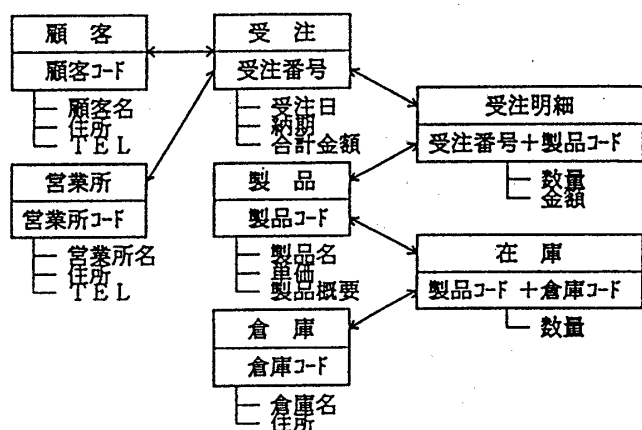 顧 客
顧客コード
顧客名
住所
TEL
受 注
受注番号
受注日
納期
合計金額
受注明細
受注番号+製品コード
数量
金額
営業所
営業所コード
営業所名
住所
TEL
製 品
製品コード
製品名
単価
製品概要
在 庫
製品コード +倉庫コード
数量
倉 庫
倉庫コード
倉庫名
住所